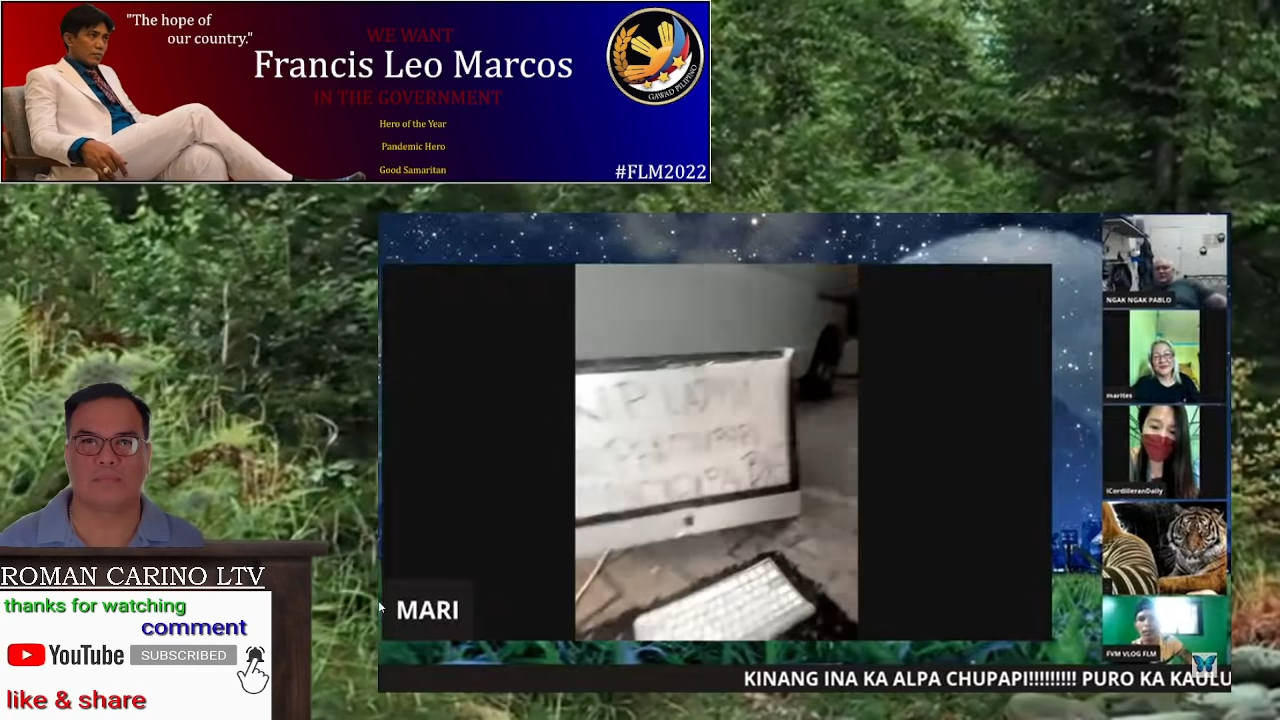 "The hope of
our country."
WE WANT
Francis Leo Marcos
IN THE GOVERNMENT
Hero of the Year
Pandemic Hero
Good Samaritan
#FLM2022
GAWAD PILIPINO
NGAK NGAK PABLO
marites
iCordilleranDaily
FVM VLOG FLM
MARI
KINANG INA KA ALPA CHUPAPI!!!!!!!!! PURO KA KAULU
ROMAN CARINO LTV
thanks for watching
comment
YouTube SUBSCRIBED
like & share